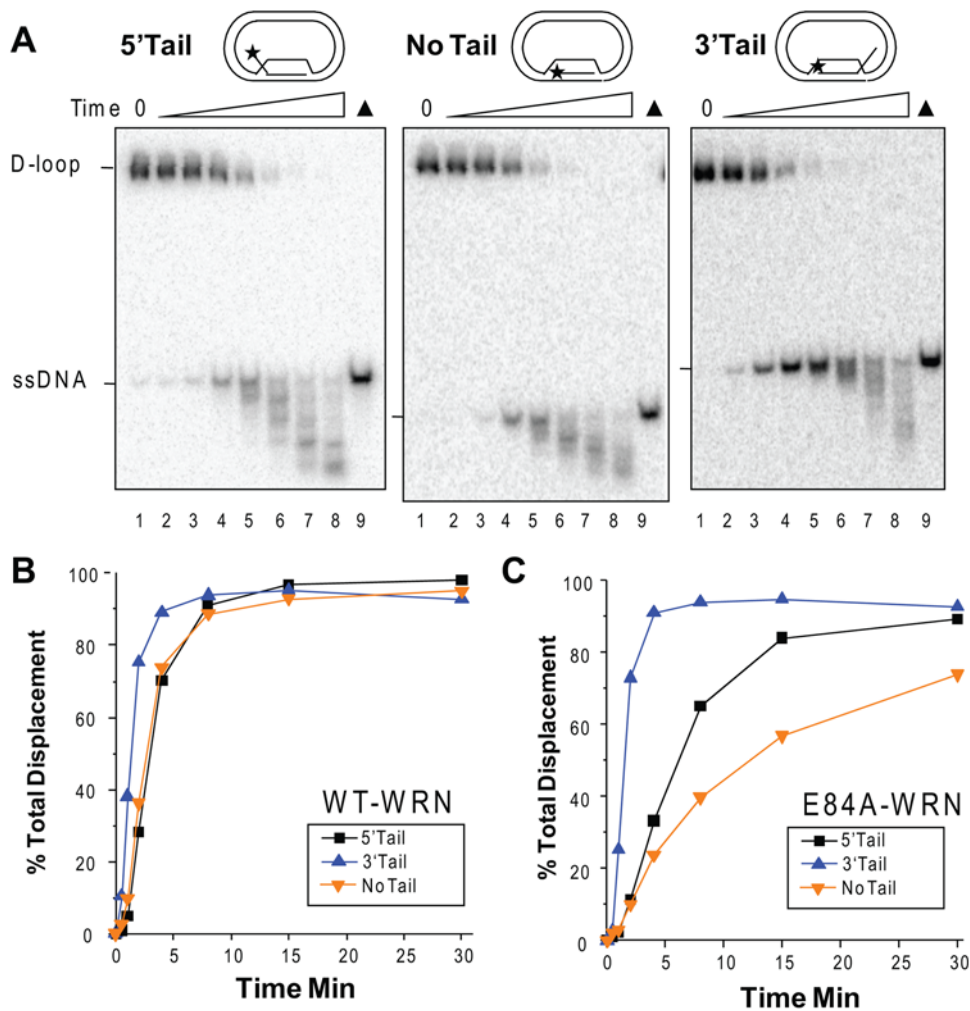 A
5'Tail
No Tail
3'Tail
Time 0
0
0
D-loop
ssDNA
1 2 3 4 5 6 7 8 9
1 2 3 4 5 6 7 8 9
1 2 3 4 5 6 7 8 9
B
% Total Displacement
100
80
60
40
20
0
WT-WRN
5'Tail
3'Tail
No Tail
0 5 10 15 20 25 30
Time Min
C
% Total Displacement
100
80
60
40
20
0
E84A-WRN
5'Tail
3'Tail
No Tail
0 5 10 15 20 25 30
Time Min